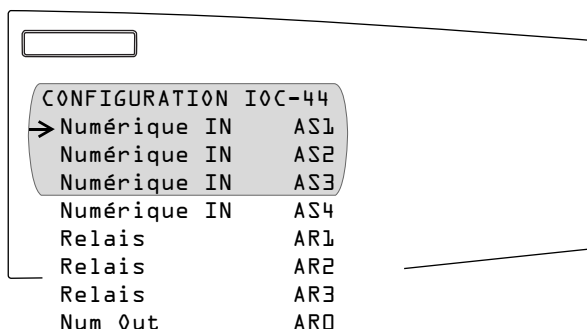 CONFIGURATION IOC-44
Numérique IN AS1
Numérique IN AS2
Numérique IN AS3
Numérique IN AS4
Relais AR1
Relais AR2
Relais AR3
Num Out ARO